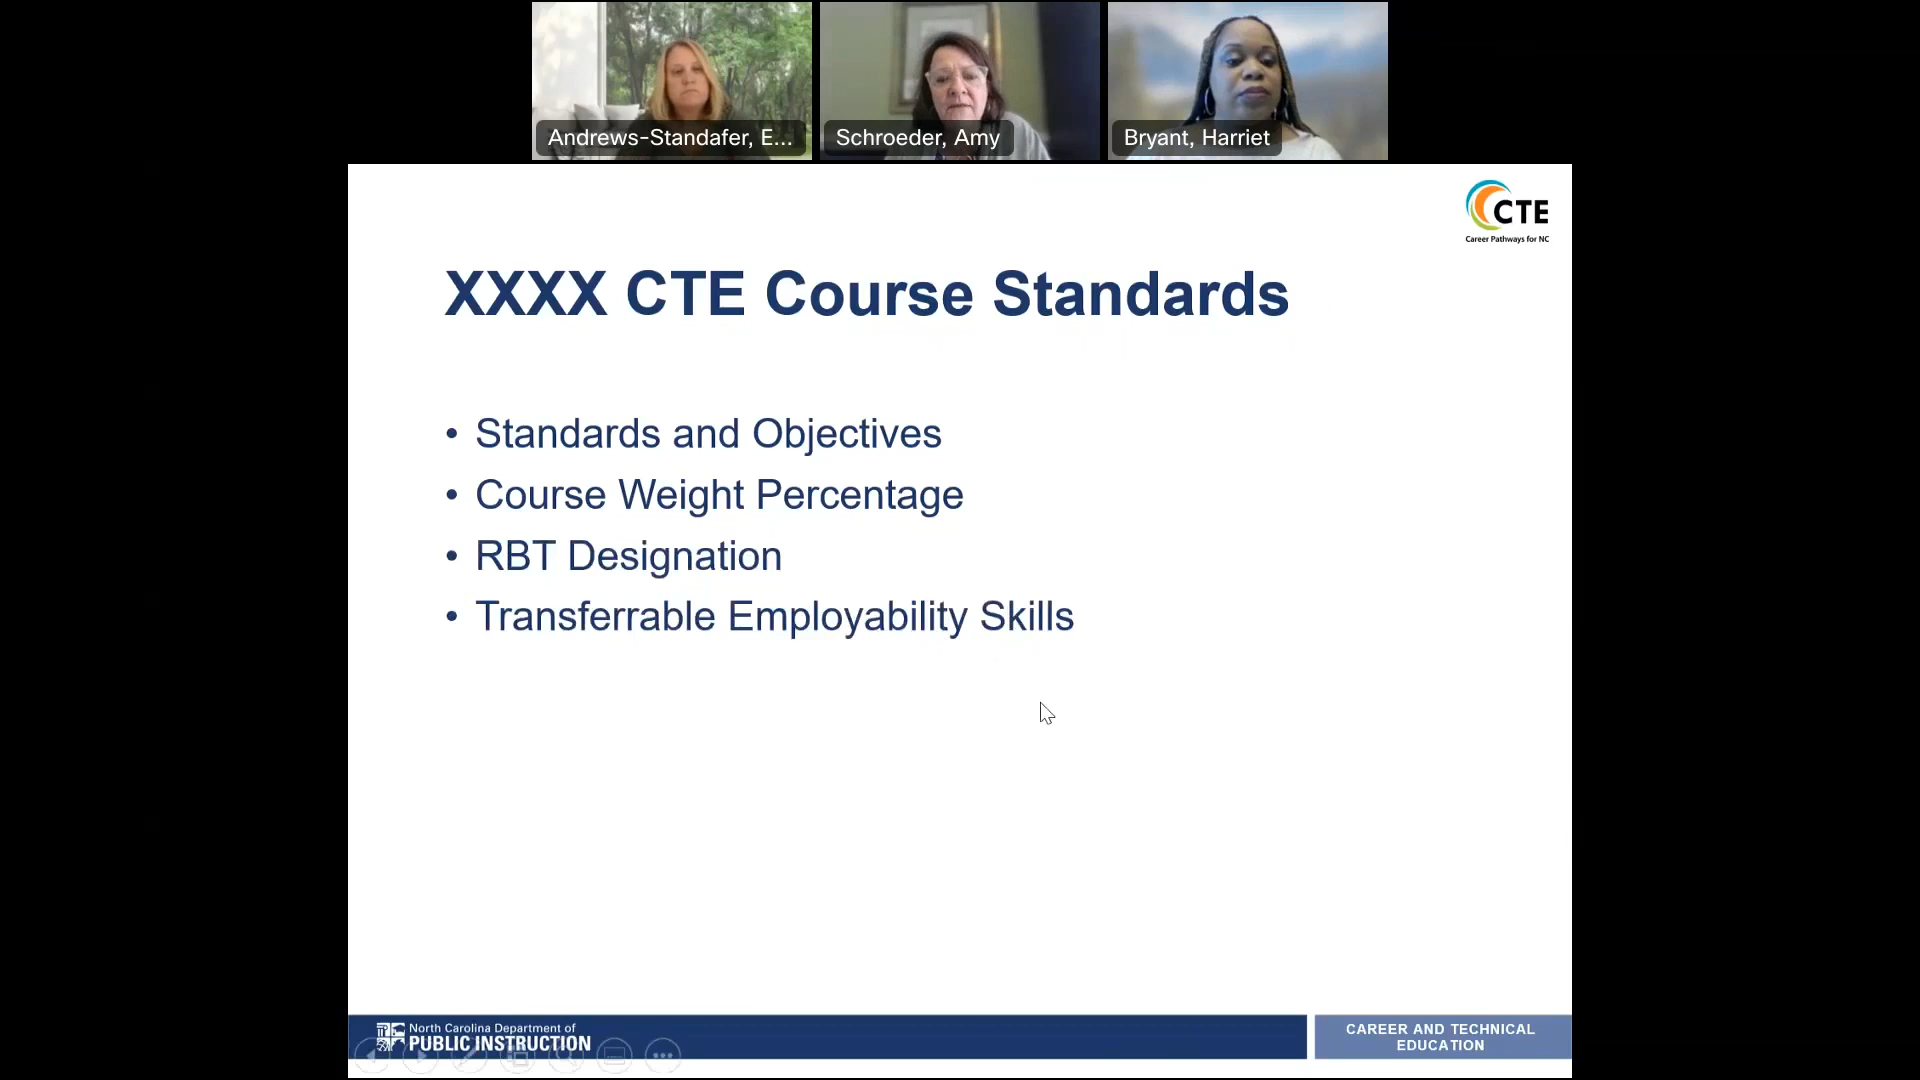 Andrews-Standafer, E...
Schroeder, Amy
Bryant, Harriet
CTE
Career Pathways for NC
XXXX CTE Course Standards
• Standards and Objectives
• Course Weight Percentage
• RBT Designation
• Transferrable Employability Skills
North Carolina Department of
PUBLIC INSTRUCTION
CAREER AND TECHNICAL
EDUCATION